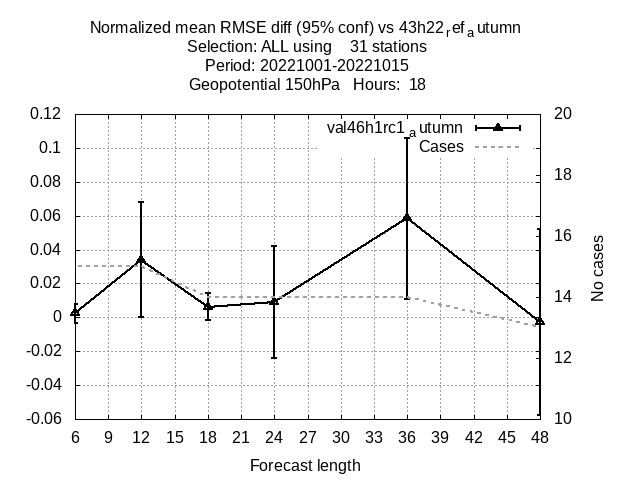 Normalized mean RMSE diff (95% conf) vs 43h22refautumn
Selection: ALL using 31 stations
Period: 20221001-20221015
Geopotential 150hPa Hours: 18
0.12 20
val46h1rc1autumn
0.1 Cases
0.08 18
0.06 16
0.04
0.02 14
0
-0.02 12
-0.04
-0.06 10
No cases
6 9 12 15 18 21 24 27 30 33 36 39 42 45 48
Forecast length